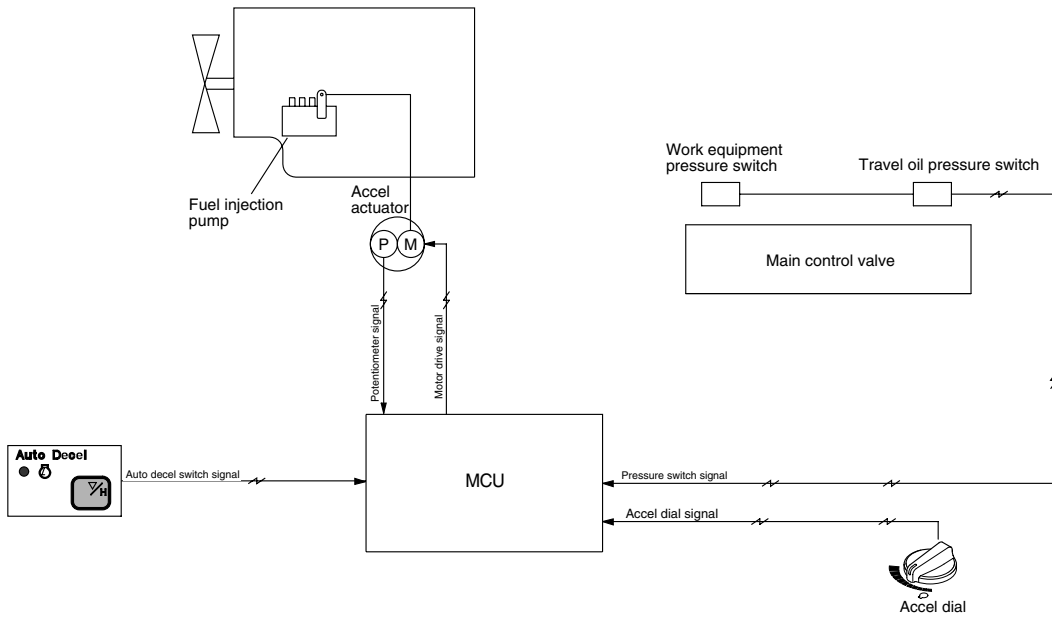 Work equipment
pressure switch
Travel oil pressure switch
Accel
actuator
Fuel injection
pump
P
M
Main control valve
Potentiometer signal
Motor drive signal
Auto Decel
Auto decel switch signal
MCU
Pressure switch signal
H
Accel dial signal
Accel dial